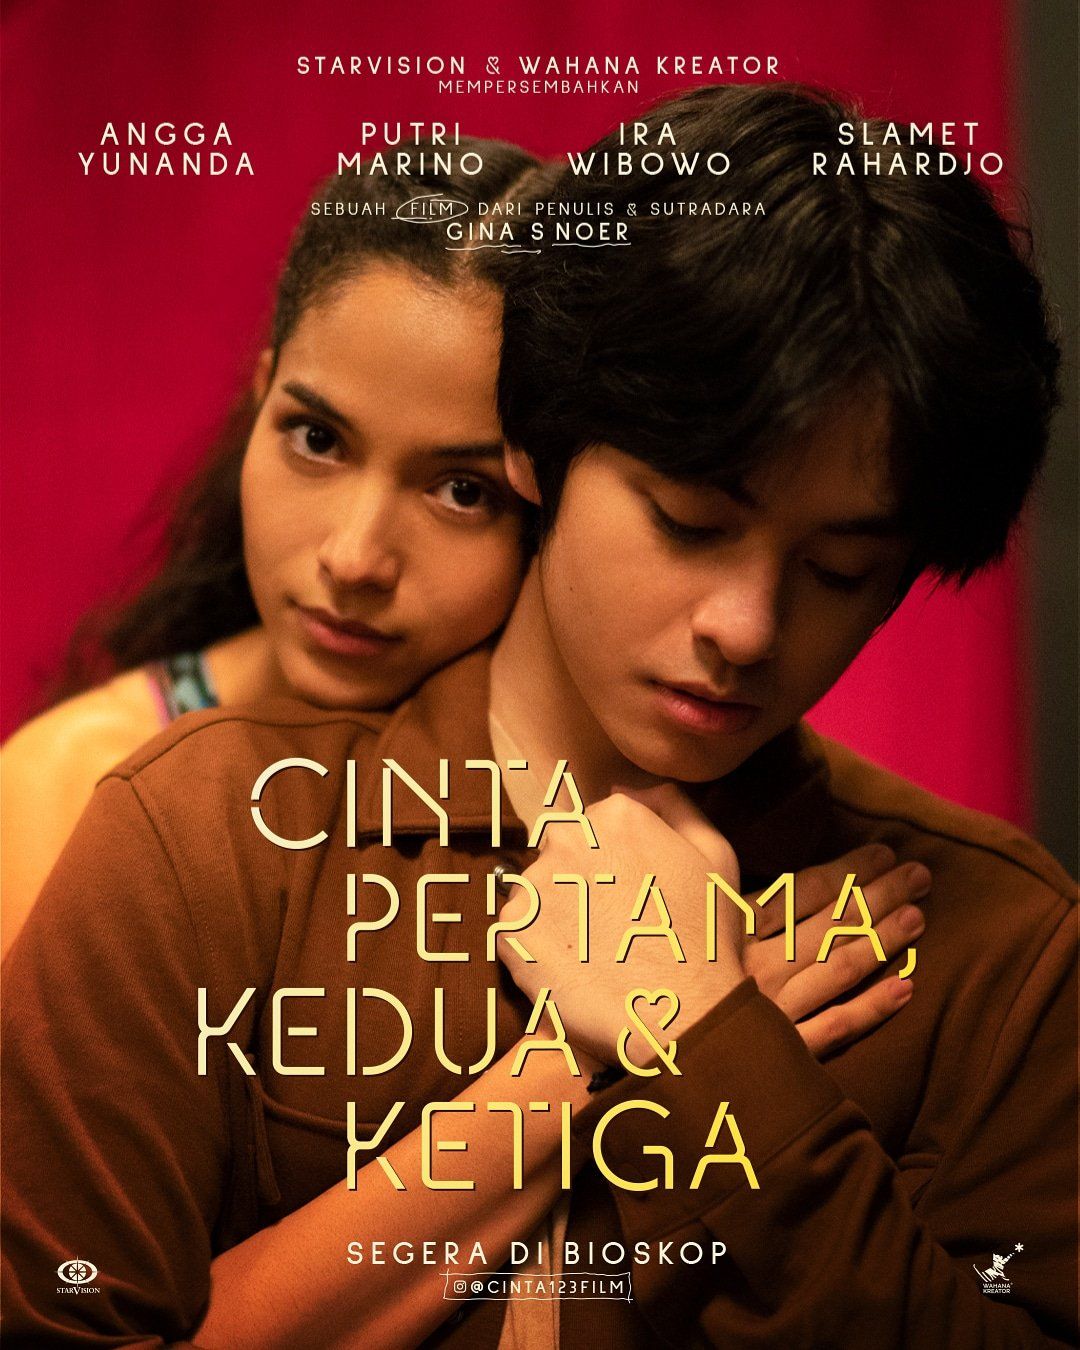 STARVISION & WAHANA KREATOR
MEMPERSEMBAHKAN
ANGGA YUNANDA
PUTRI MARINO
IRA WIBOWO
SLAMET RAHARDJO
SEBUAH FILM DARI PENULIS & SUTRADARA
GINA S NOER
CINTA
PERTAMA,
KEDUA &
KETIGA
SEGERA DI BIOSKOP
@CINTA123FILM
STARVISION
WAHANA
KREATOR